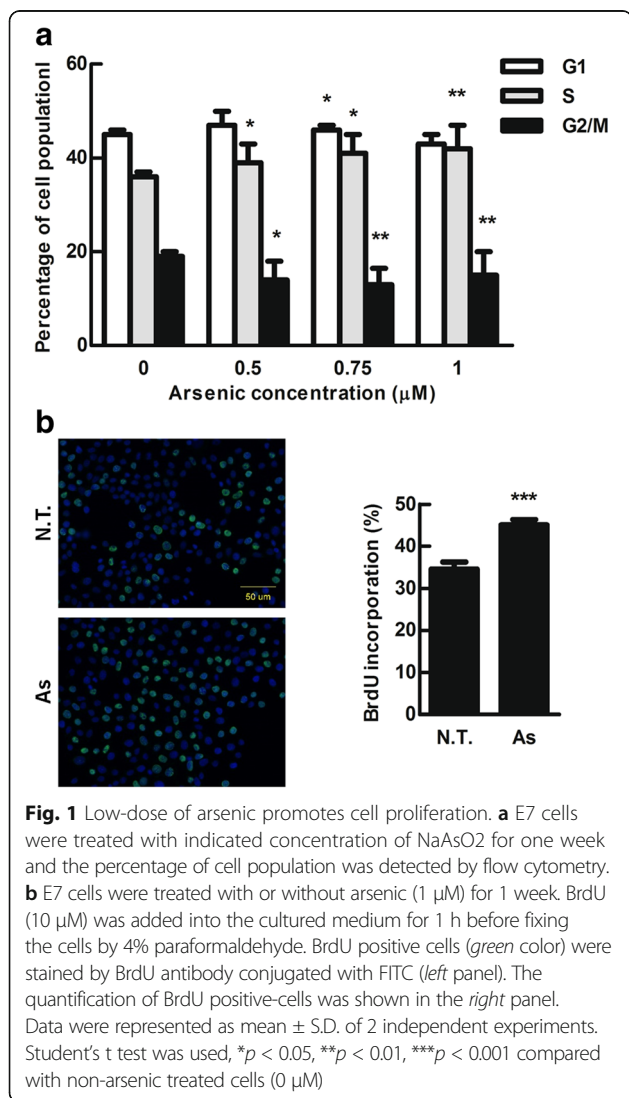 a
60
40
20
0
Percentage of cell populationl
*
*
*
*
**
**
**
G1
S
G2/M
0 0.5 0.75 1
Arsenic concentration (μM)
b
N.T.
50 um
As
50
40
30
20
10
0
BrdU incorporation (%)
***
N.T. As
Fig. 1 Low-dose of arsenic promotes cell proliferation. a E7 cells
were treated with indicated concentration of NaAsO2 for one week
and the percentage of cell population was detected by flow cytometry.
b E7 cells were treated with or without arsenic (1 μM) for 1 week. BrdU
(10 μM) was added into the cultured medium for 1 h before fixing
the cells by 4% paraformaldehyde. BrdU positive cells (green color) were
stained by BrdU antibody conjugated with FITC (left panel). The
quantification of BrdU positive-cells was shown in the right panel.
Data were represented as mean ± S.D. of 2 independent experiments.
Student's t test was used, *p < 0.05, **p < 0.01, ***p < 0.001 compared
with non-arsenic treated cells (0 μM)